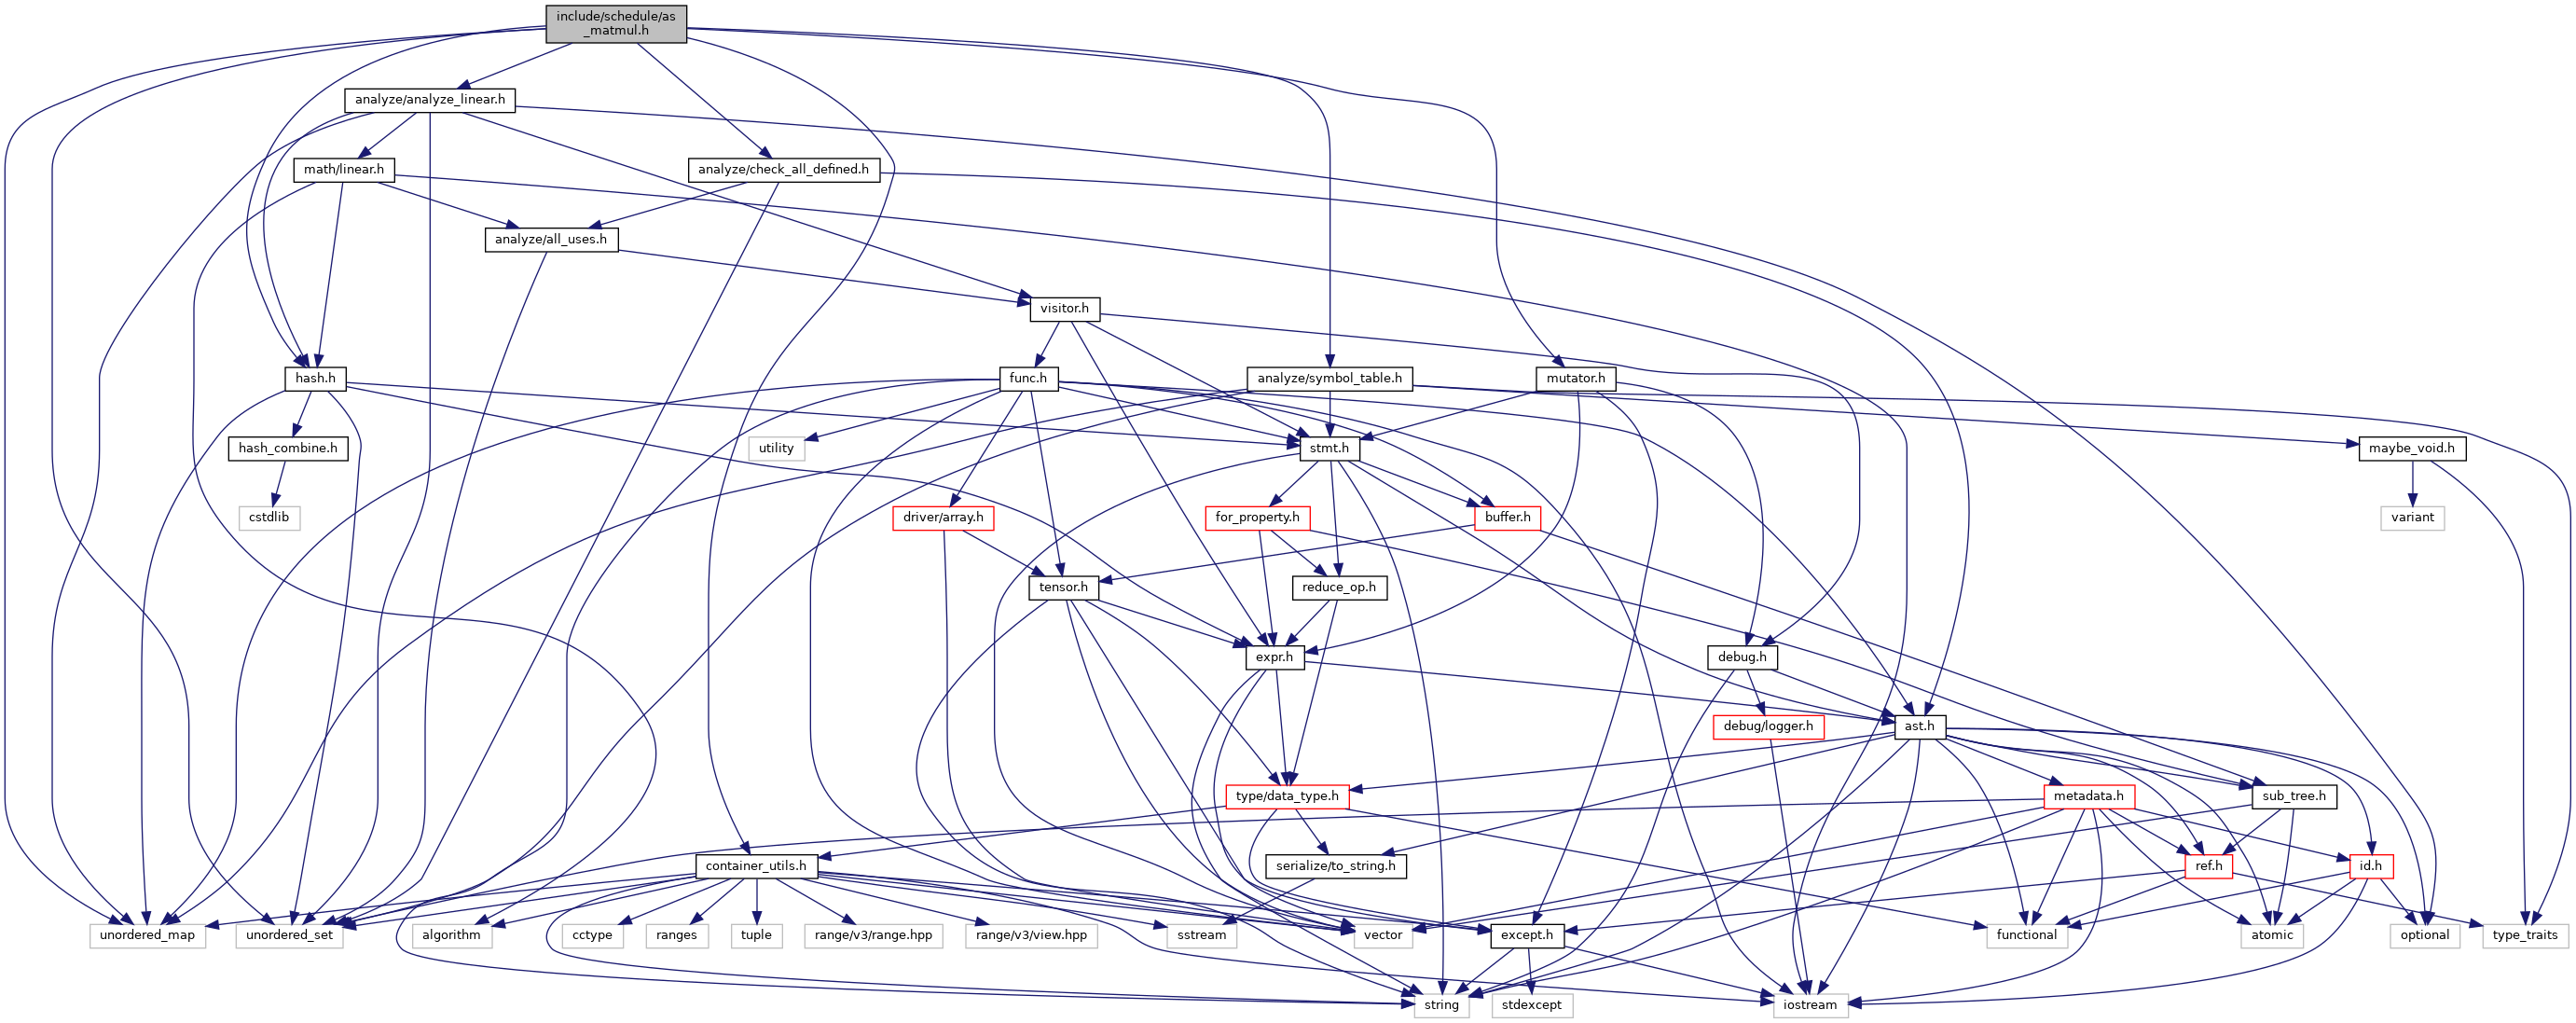 include/schedule/as
_matmul.h
analyze/analyze_linear.h
math/linear.h
analyze/check_all_defined.h
analyze/all_uses.h
visitor.h
hash.h
func.h
analyze/symbol_table.h
mutator.h
hash_combine.h
utility
stmt.h
maybe_void.h
cstdlib
driver/array.h
for_property.h
buffer.h
variant
tensor.h
reduce_op.h
expr.h
debug.h
debug/logger.h
ast.h
type/data_type.h
metadata.h
sub_tree.h
container_utils.h
serialize/to_string.h
ref.h
id.h
unordered_map
unordered_set
algorithm
cctype
ranges
tuple
range/v3/range.hpp
range/v3/view.hpp
sstream
vector
except.h
functional
atomic
optional
type_traits
string
stdexcept
iostream